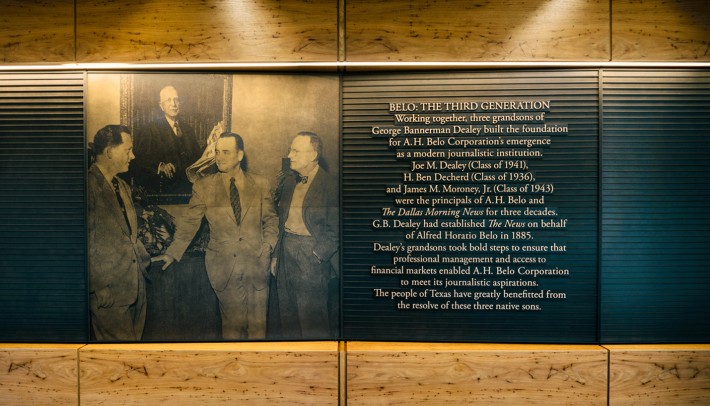 BELO: THE THIRD GENERATION
Working together, three grandsons of
George Bannerman Dealey built the foundation
for A.H. Belo Corporation's emergence
as a modern journalistic institution.
Joe M. Dealey (Class of 1941),
H. Ben Decherd (Class of 1936),
and James M. Moroney, Jr. (Class of 1943)
were the principals of A.H. Belo and
The Dallas Morning News for three decades.
G.B. Dealey had established The News on behalf
of Alfred Horatio Belo in 1885.
Dealey's grandsons took bold steps to ensure that
professional management and access to
financial markets enabled A.H. Belo Corporation
to meet its journalistic aspirations.
The people of Texas have greatly benefitted from
the resolve of these three native sons.